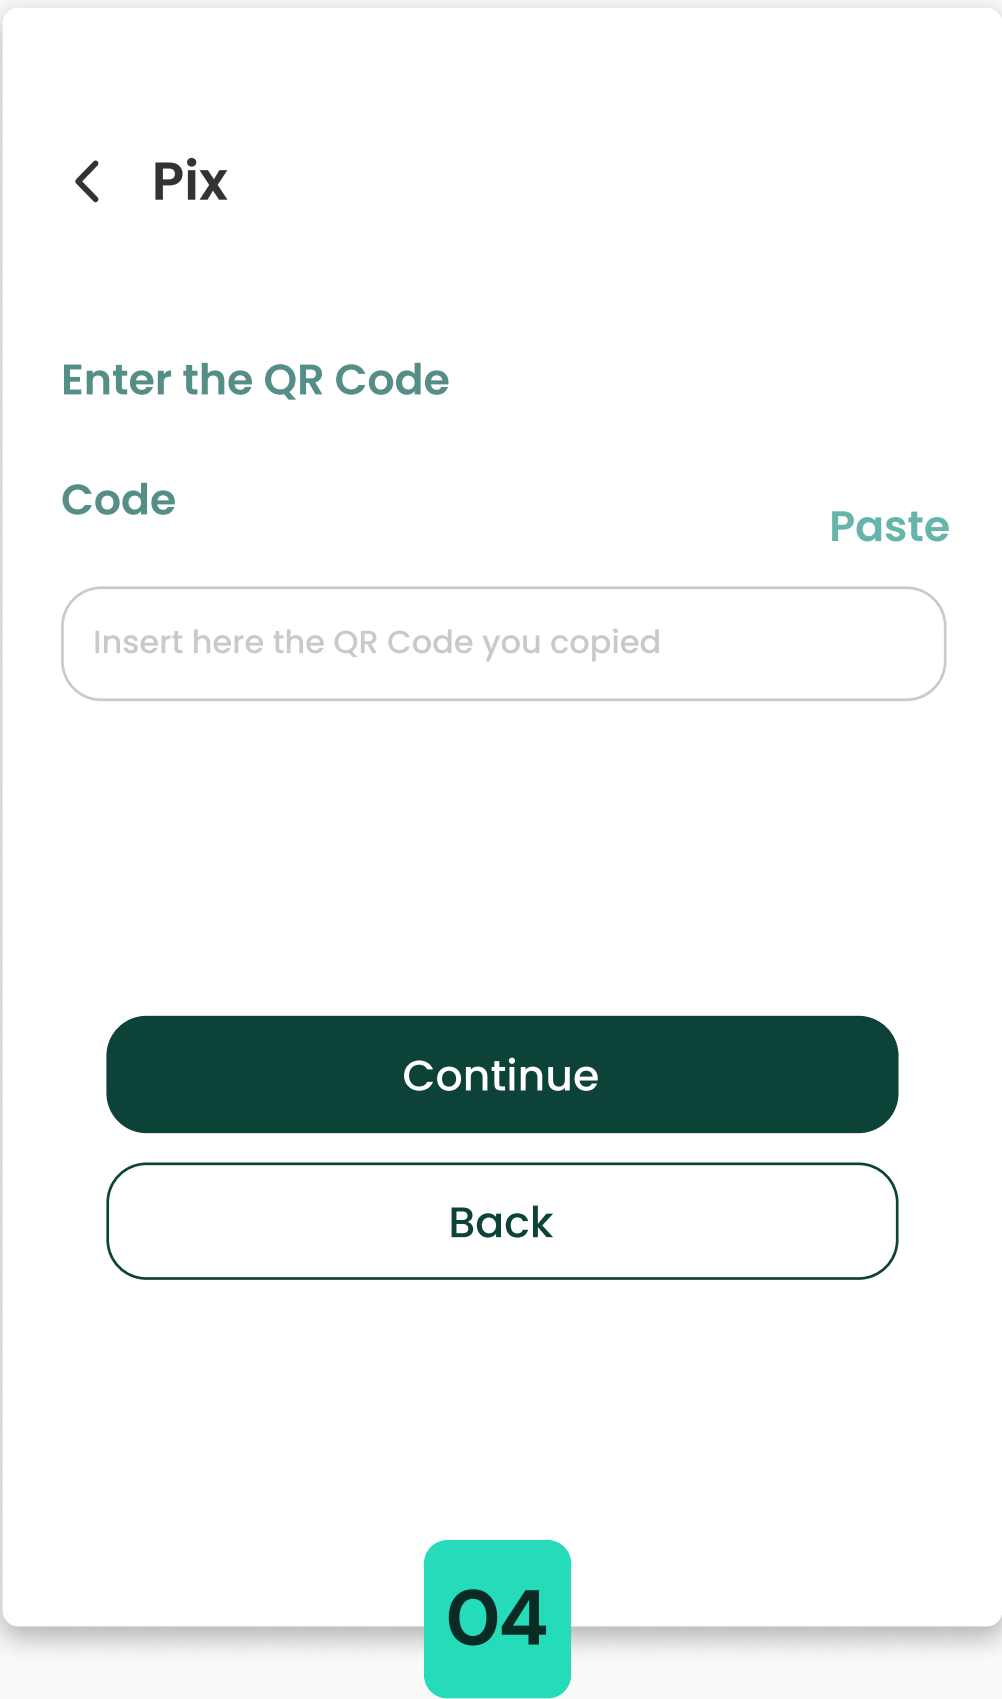 Pix
Enter the QR Code
Code
Paste
Insert here the QR Code you copied
Continue
Back
04